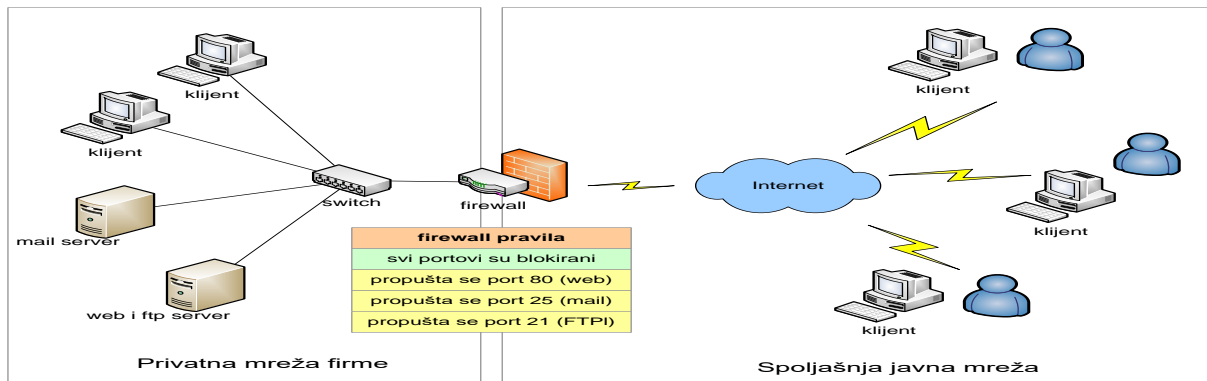 klijent
klijent
mail server
web i ftp server
switch
firewall
firewall pravila
svi portovi su blokirani
propušta se port 80 (web)
propušta se port 25 (mail)
propušta se port 21 (FTPI)
Privatna mreža firme
Internet
klijent
klijent
klijent
Spoljašnja javna mreža